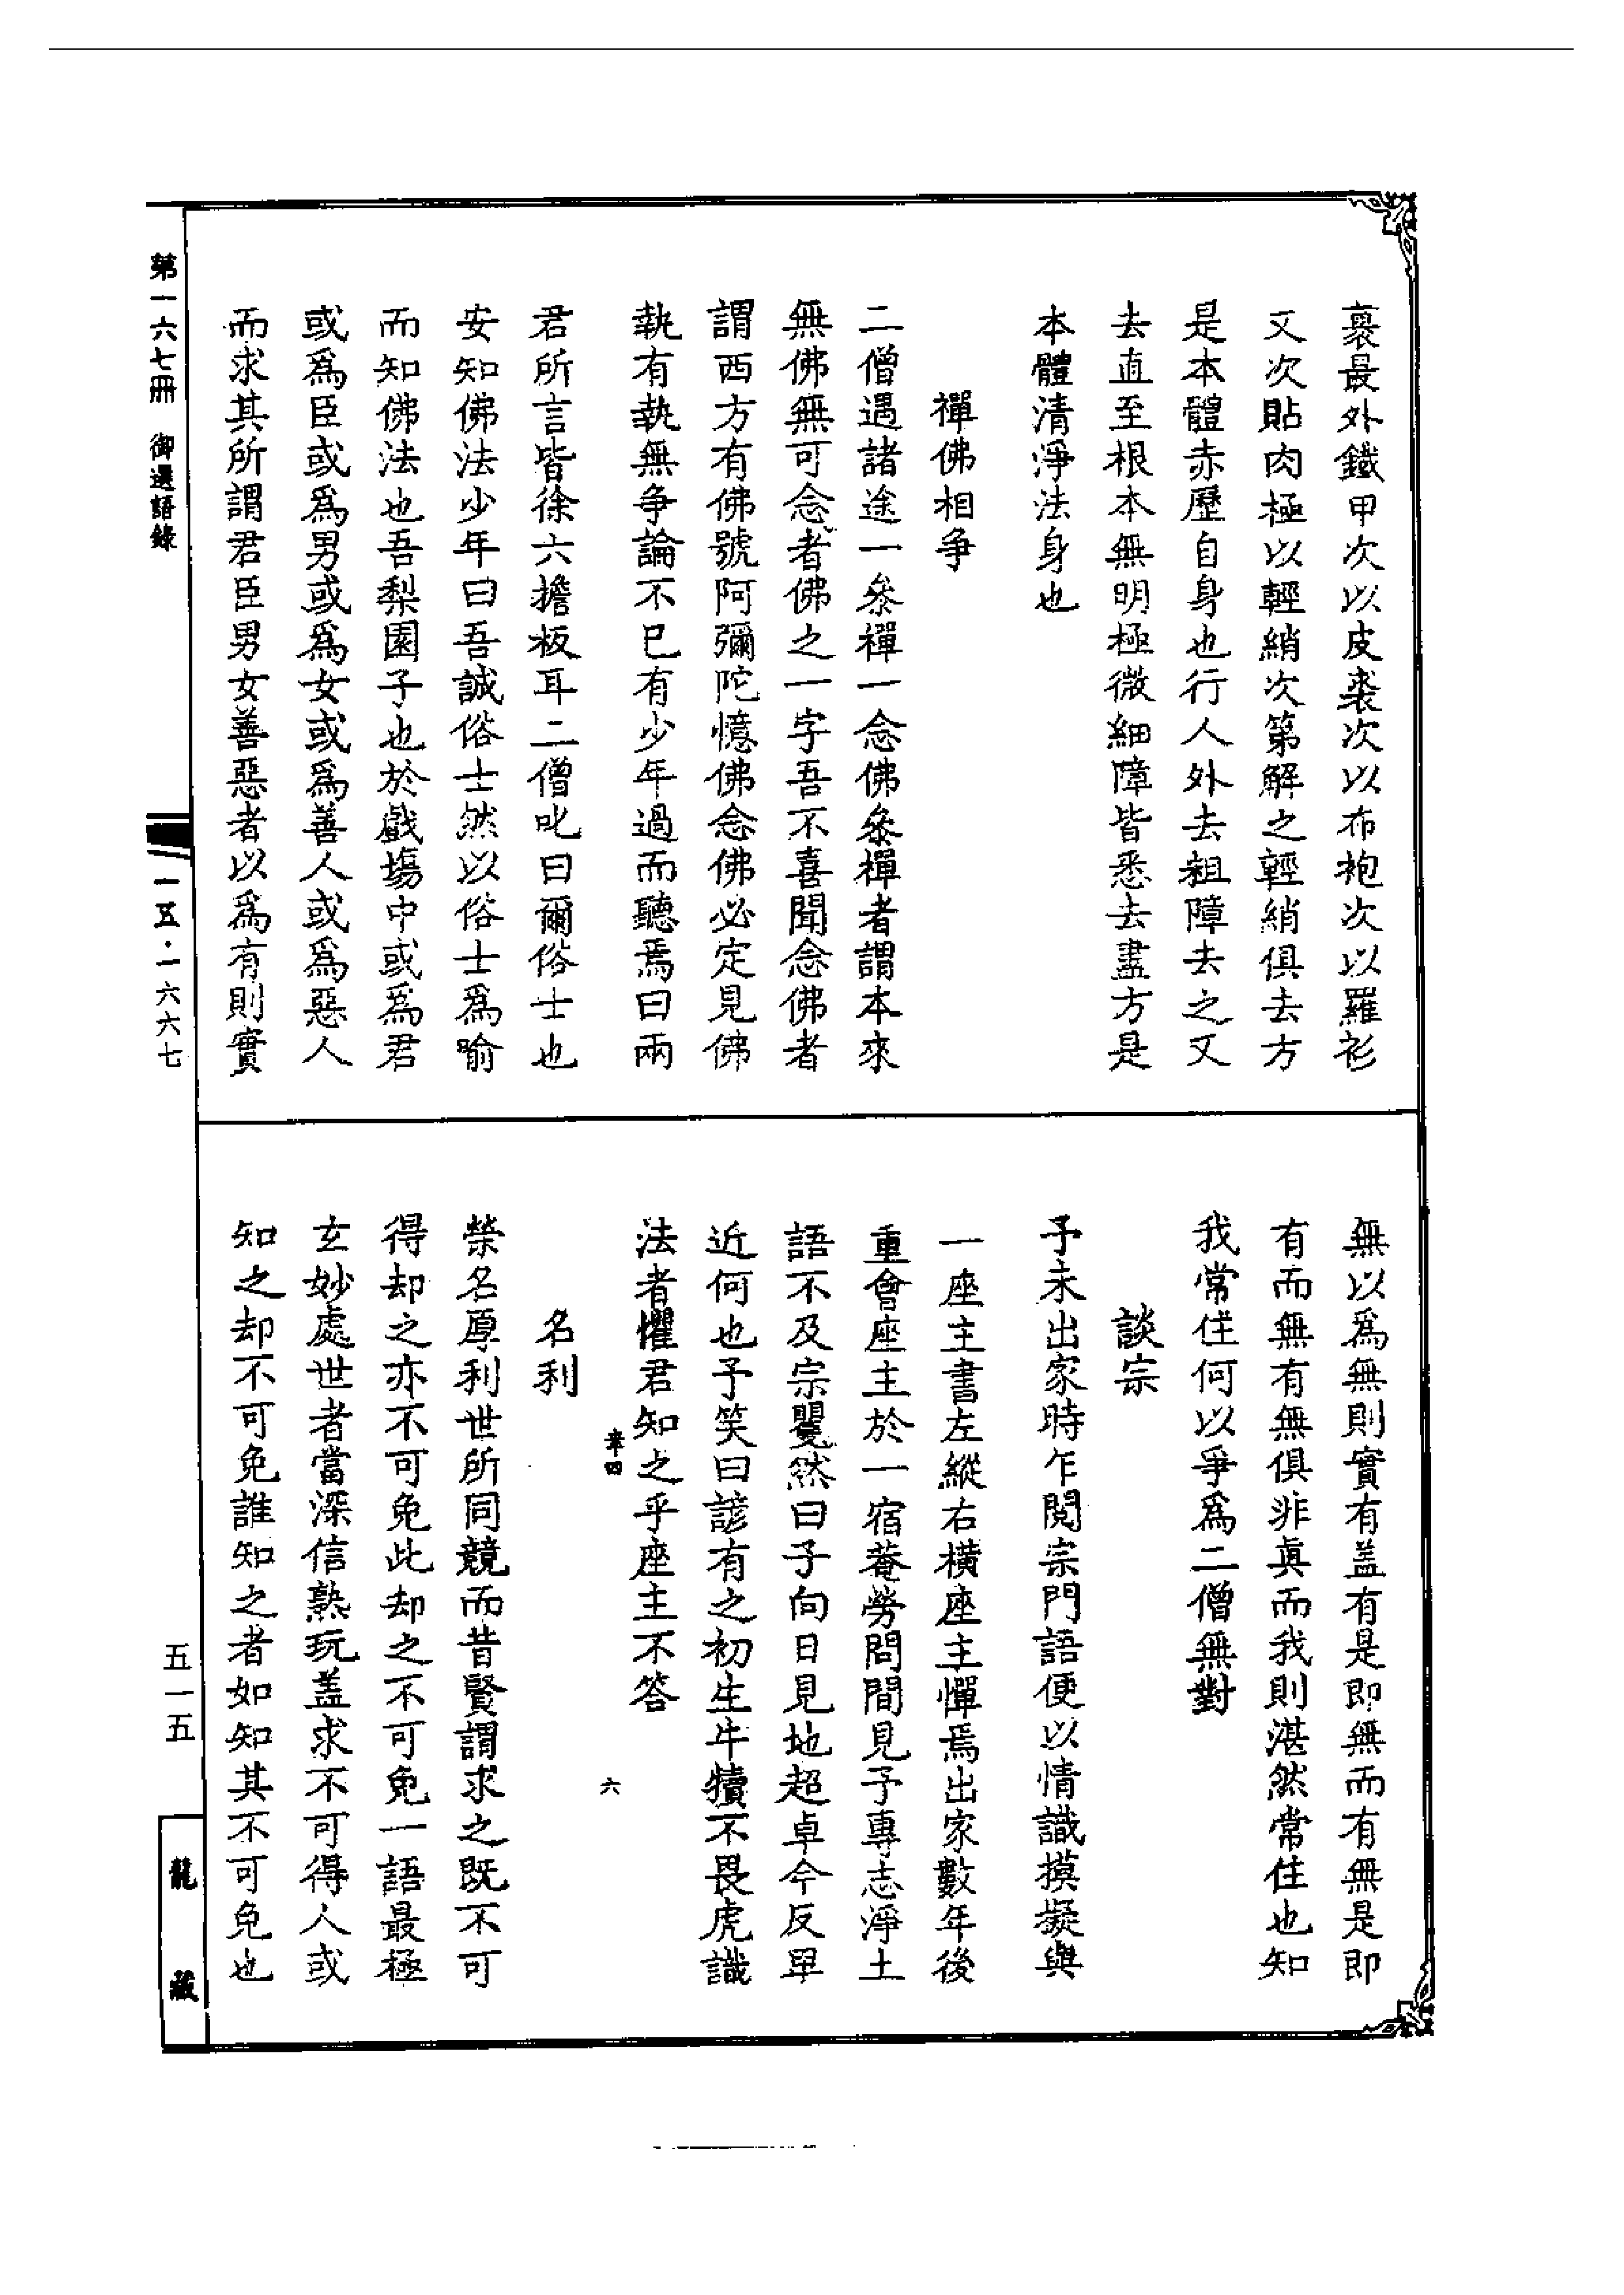 裹最外鐵甲次以皮裘次以布袍次以羅衫
又次貼肉極以輕綃次第解之輕綃俱去方
是本體赤歷自身也行人外去粗障去之又
去直至根本無明極微細障皆悉去盡方是
本體清淨法身也
禪佛相争
二僧遇諸途一叅禪一念佛叅禪者謂本來
無佛無可念者佛之一字吾不喜聞念佛者
謂西方有佛號阿彌陀憶佛念佛必定見佛
執有執無争論不已有少年過而聽焉曰兩
君所言皆徐六擔板耳二僧叱曰爾俗士也
安知佛法少年曰吾誠俗士然以俗士爲喻
而知佛法也吾梨園子也於戲塲中或爲君
或爲臣或爲男或爲女或爲善人或爲惡人
而求其所謂君臣男女善惡者以爲有則實
無以爲無則實有盖有是即無而有無是即
有而無有無俱非眞而我則湛然常住也知
我常住何以爭爲二僧無對
談宗
予未出家時乍閱宗門語便以情識摸擬與
一座主書左縱右橫座主憚焉出家數年後
重會座主於一宿菴勞問間見予專志淨土
語不及宗矍然曰子向日見地超卓今反單
近何也予笑曰諺有之初生牛犢不畏虎識
法者懼君知之乎座主不答
章四
六
名利
榮名厚利世所同競而昔賢謂求之既不可
得却之亦不可免此却之不可免一語最極
玄妙處世者當深信熟玩盖求不可得人或
知之却不可免誰知之者如知其不可免也
第一六七冊　御選語錄
一五·一六六七
五一五
龍藏